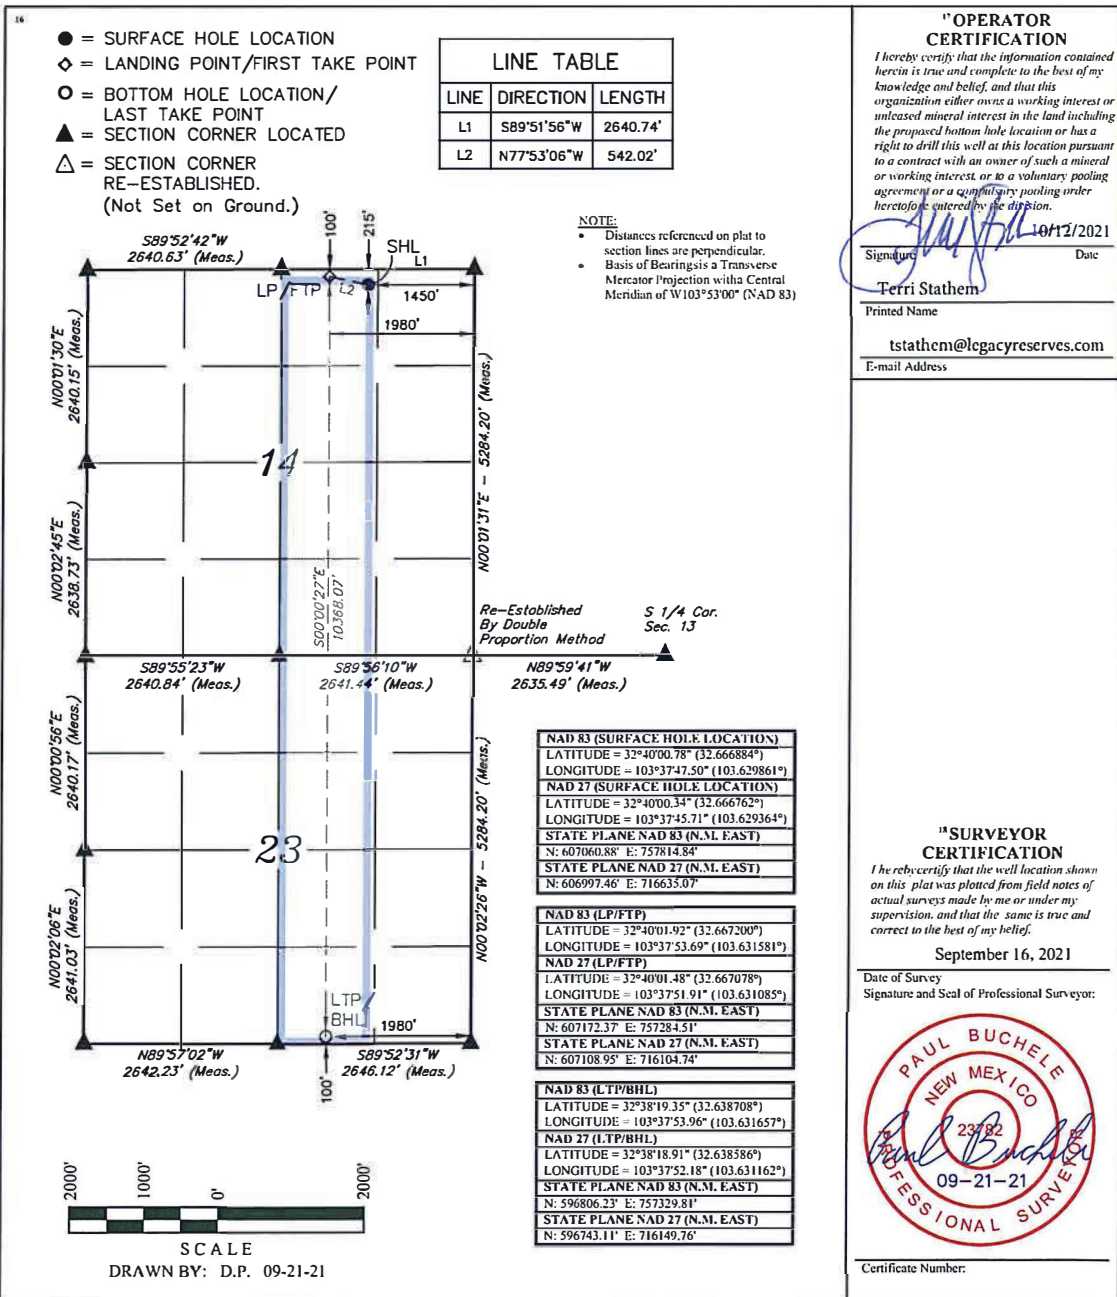 16
● = SURFACE HOLE LOCATION
◇ = LANDING POINT/FIRST TAKE POINT
O = BOTTOM HOLE LOCATION/
LAST TAKE POINT
▲ = SECTION CORNER LOCATED
△ = SECTION CORNER
RE-ESTABLISHED.
(Not Set on Ground.)
LINE TABLE
LINE DIRECTION LENGTH
L1 S89°51'56"W 2640.74'
L2 N77°53'06"W 542.02'
NOTE:
• Distances referenced on plat to
section lines are perpendicular.
• Basis of Bearingsis a Transverse
Mercator Projection witha Central
Meridian of W103°53'00" (NAD 83)
S89°52'42"W
2640.63' (Meas.)
100'
215'
SHL
L1
LP/FTP
L2
1450'
1980'
N00°01'30"E
2640.15' (Meas.)
14
N00°01'31"E - 5284.20' (Meas.)
N00°02'45"E
2638.73' (Meas.)
S00°00'27"E
10368.07'
Re-Established
By Double
Proportion Method
S 1/4 Cor.
Sec. 13
S89°55'23"W
2640.84' (Meas.)
S89°56'10"W
2641.44' (Meas.)
N89°59'41"W
2635.49' (Meas.)
N00°00'56"E
2640.17' (Meas.)
23
N00°02'26"W - 5284.20' (Meas.)
N00°02'06"E
2641.03' (Meas.)
LTP/
BHL
1980'
N89°57'02"W
2642.23' (Meas.)
S89°52'31"W
2646.12' (Meas.)
100'
NAD 83 (SURFACE HOLE LOCATION)
LATITUDE = 32°40'00.78" (32.666884°)
LONGITUDE = 103°37'47.50" (103.629861°)
NAD 27 (SURFACE HOLE LOCATION)
LATITUDE = 32°40'00.34" (32.666762°)
LONGITUDE = 103°37'45.71" (103.629364°)
STATE PLANE NAD 83 (N.M. EAST)
N: 607060.88' E: 757814.84'
STATE PLANE NAD 27 (N.M. EAST)
N: 606997.46' E: 716635.07'
NAD 83 (LP/FTP)
LATITUDE = 32°40'01.92" (32.667200°)
LONGITUDE = 103°37'53.69" (103.631581°)
NAD 27 (LP/FTP)
LATITUDE = 32°40'01.48" (32.667078°)
LONGITUDE = 103°37'51.91" (103.631085°)
STATE PLANE NAD 83 (N.M. EAST)
N: 607172.37' E: 757284.51'
STATE PLANE NAD 27 (N.M. EAST)
N: 607108.95' E: 716104.74'
NAD 83 (LTP/BHL)
LATITUDE = 32°38'19.35" (32.638708°)
LONGITUDE = 103°37'53.96" (103.631657°)
NAD 27 (LTP/BHL)
LATITUDE = 32°38'18.91" (32.638586°)
LONGITUDE = 103°37'52.18" (103.631162°)
STATE PLANE NAD 83 (N.M. EAST)
N: 596806.23' E: 757329.81'
STATE PLANE NAD 27 (N.M. EAST)
N: 596743.11' E: 716149.76'
2000' 1000' 0' 2000'
SCALE
DRAWN BY: D.P. 09-21-21
17 OPERATOR
CERTIFICATION
I hereby certify that the information contained
herein is true and complete to the best of my
knowledge and belief, and that this
organization either owns a working interest or
unleased mineral interest in the land including
the proposed bottom hole location or has a
right to drill this well at this location pursuant
to a contract with an owner of such a mineral
or working interest, or to a voluntary pooling
agreement or a compulsory pooling order
heretofore entered by the division.
10/12/2021
Signature Date
Terri Stathem
Printed Name
tstathem@legacyreserves.com
E-mail Address
18 SURVEYOR
CERTIFICATION
I herebycertify that the well location shown
on this plat was plotted from field notes of
actual surveys made by me or under my
supervision. and that the same is true and
correct to the best of my belief.
September 16, 2021
Date of Survey
Signature and Seal of Professional Surveyor:
PAUL BUCHELE
NEW MEXICO
23782
Paul Buchele
09-21-21
PROFESSIONAL SURVEYOR
Certificate Number: